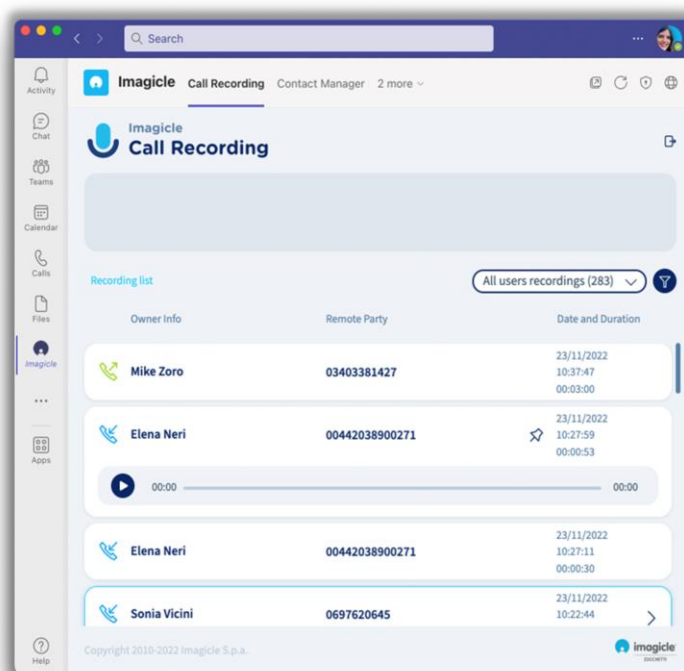 Search
Activity
Chat
Teams
Calendar
Calls
Files
Imagicle
Apps
Help
Imagicle Call Recording Contact Manager 2 more
Imagicle
Call Recording
Recording list
All users recordings (283)
Owner Info Remote Party Date and Duration
Mike Zoro 03403381427 23/11/2022
10:37:47
00:03:00
Elena Neri 00442038900271 23/11/2022
10:27:59
00:00:53
00:00 00:00
Elena Neri 00442038900271 23/11/2022
10:27:11
00:00:30
Sonia Vicini 0697620645 23/11/2022
10:22:44
Copyright 2010-2022 Imagicle S.p.a.
imagicle
ZUCCHETTI